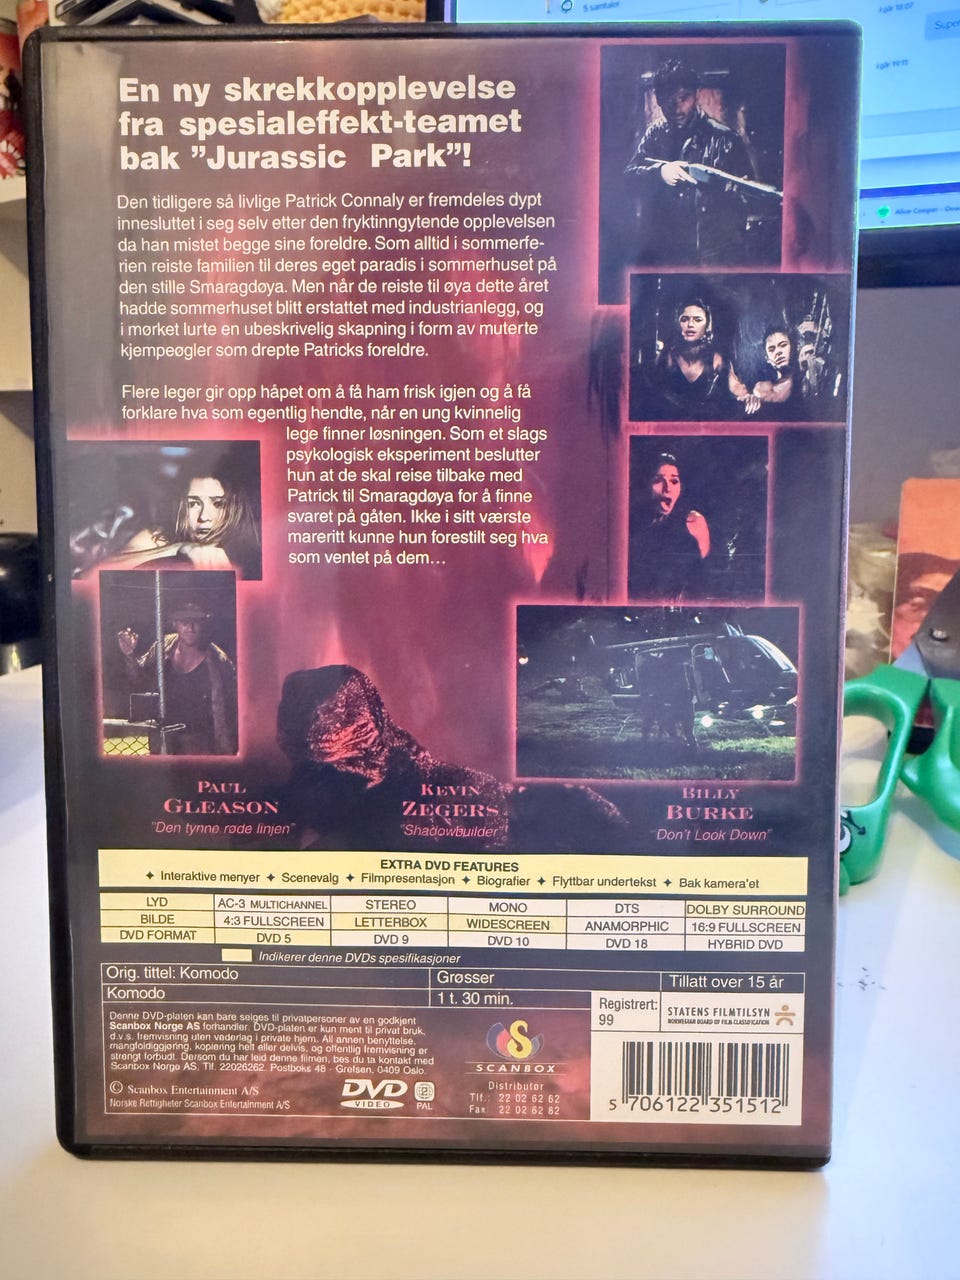 5 samtaler
I går 18:07
Super
I går 19:11
Alice Cooper - Dow
En ny skrekkopplevelse
fra spesialeffekt-teamet
bak ”Jurassic Park”!
Den tidligere så livlige Patrick Connaly er fremdeles dypt
innesluttet i seg selv etter den fryktinngytende opplevelsen
da han mistet begge sine foreldre. Som alltid i sommerfe-
rien reiste familien til deres eget paradis i sommerhuset på
den stille Smaragdøya. Men når de reiste til øya dette året
hadde sommerhuset blitt erstattet med industrianlegg, og
i mørket lurte en ubeskrivelig skapning i form av muterte
kjempeøgler som drepte Patricks foreldre.
Flere leger gir opp håpet om å få ham frisk igjen og å få
forklare hva som egentlig hendte, når en ung kvinnelig
lege finner løsningen. Som et slags
psykologisk eksperiment beslutter
hun at de skal reise tilbake med
Patrick til Smaragdøya for å finne
svaret på gåten. Ikke i sitt værste
mareritt kunne hun forestilt seg hva
som ventet på dem...
PAUL
GLEASON
"Den tynne røde linjen"
KEVIN
ZEGERS
"Shadowbuilder"
BILLY
BURKE
"Don't Look Down"
EXTRA DVD FEATURES
✦ Interaktive menyer ✦ Scenevalg ✦ Filmpresentasjon ✦ Biografier ✦ Flyttbar undertekst ✦ Bak kamera'et
LYD AC-3 MULTICHANNEL STEREO MONO DTS DOLBY SURROUND
BILDE 4:3 FULLSCREEN LETTERBOX WIDESCREEN ANAMORPHIC 16:9 FULLSCREEN
DVD FORMAT DVD 5 DVD 9 DVD 10 DVD 18 HYBRID DVD
Indikerer denne DVDs spesifikasjoner
Orig. tittel: Komodo Grøsser Tillatt over 15 år
Komodo 1 t. 30 min.
Registrert:
99
STATENS FILMTILSYN
NORWEGIAN BOARD OF FILM CLASSIFICATION
Denne DVD-platen kan bare selges til privatpersoner av en godkjent
Scanbox Norge AS forhandler. DVD-platen er kun ment til privat bruk,
d.v.s. fremvisning uten vederlag i private hjem. All annen benyttelse,
mangfoldiggjøring, kopiering helt eller delvis, og offentlig fremvisning er
strengt forbudt. Dersom du har leid denne filmen, bes du ta kontakt med
Scanbox Norge AS, Tlf. 22026262. Postboks 48 - Grefsen, 0409 Oslo.
© Scanbox Entertainment A/S
Norske Rettigheter Scanbox Entertainment A/S
DVD
VIDEO
2
PAL
S
SCANBOX
Distributør
Tlf.: 22 02 62 62
Fax: 22 02 62 82
5 706122 351512